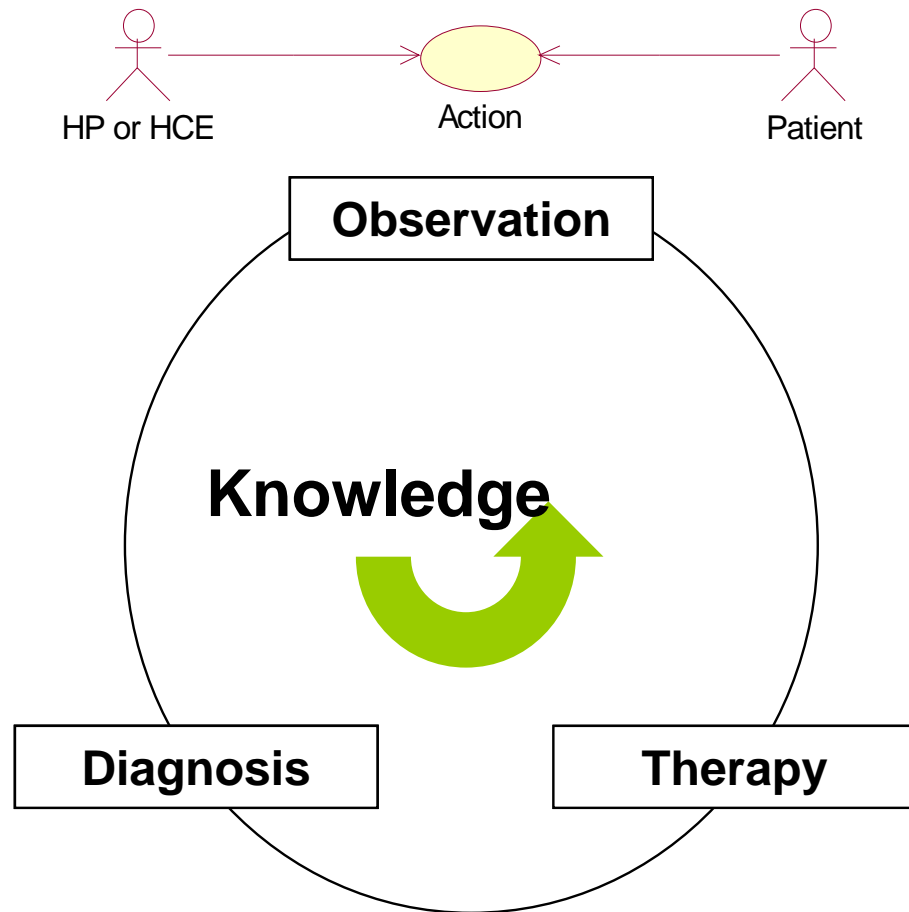 HP or HCE
Action
Patient
Observation
Knowledge
Diagnosis
Therapy